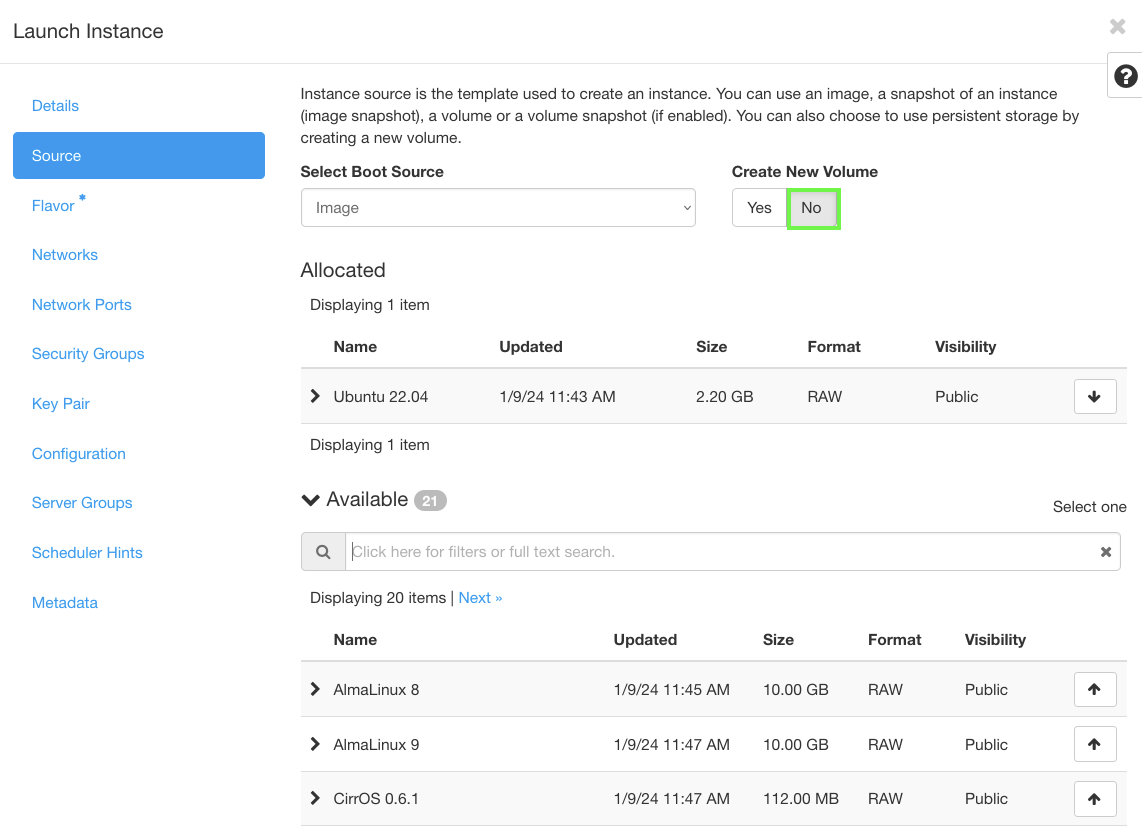 Launch Instance
Details
Source
Flavor *
Networks
Network Ports
Security Groups
Key Pair
Configuration
Server Groups
Scheduler Hints
Metadata
Instance source is the template used to create an instance. You can use an image, a snapshot of an instance
(image snapshot), a volume or a volume snapshot (if enabled). You can also choose to use persistent storage by
creating a new volume.
Select Boot Source
Create New Volume
Image
Yes No
Allocated
Displaying 1 item
Name Updated Size Format Visibility
Ubuntu 22.04 1/9/24 11:43 AM 2.20 GB RAW Public
Displaying 1 item
Available 21
Select one
Click here for filters or full text search.
Displaying 20 items | Next »
Name Updated Size Format Visibility
AlmaLinux 8 1/9/24 11:45 AM 10.00 GB RAW Public
AlmaLinux 9 1/9/24 11:47 AM 10.00 GB RAW Public
CirrOS 0.6.1 1/9/24 11:47 AM 112.00 MB RAW Public